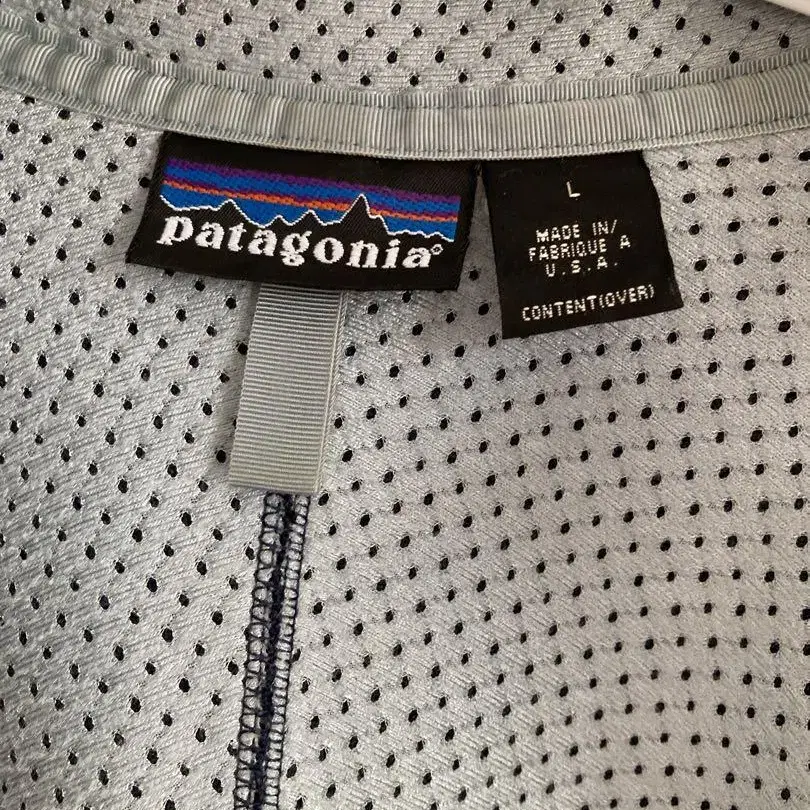 patagonia®
L
MADE IN/
FABRIQUE A
U.S.A.
CONTENT(OVER)